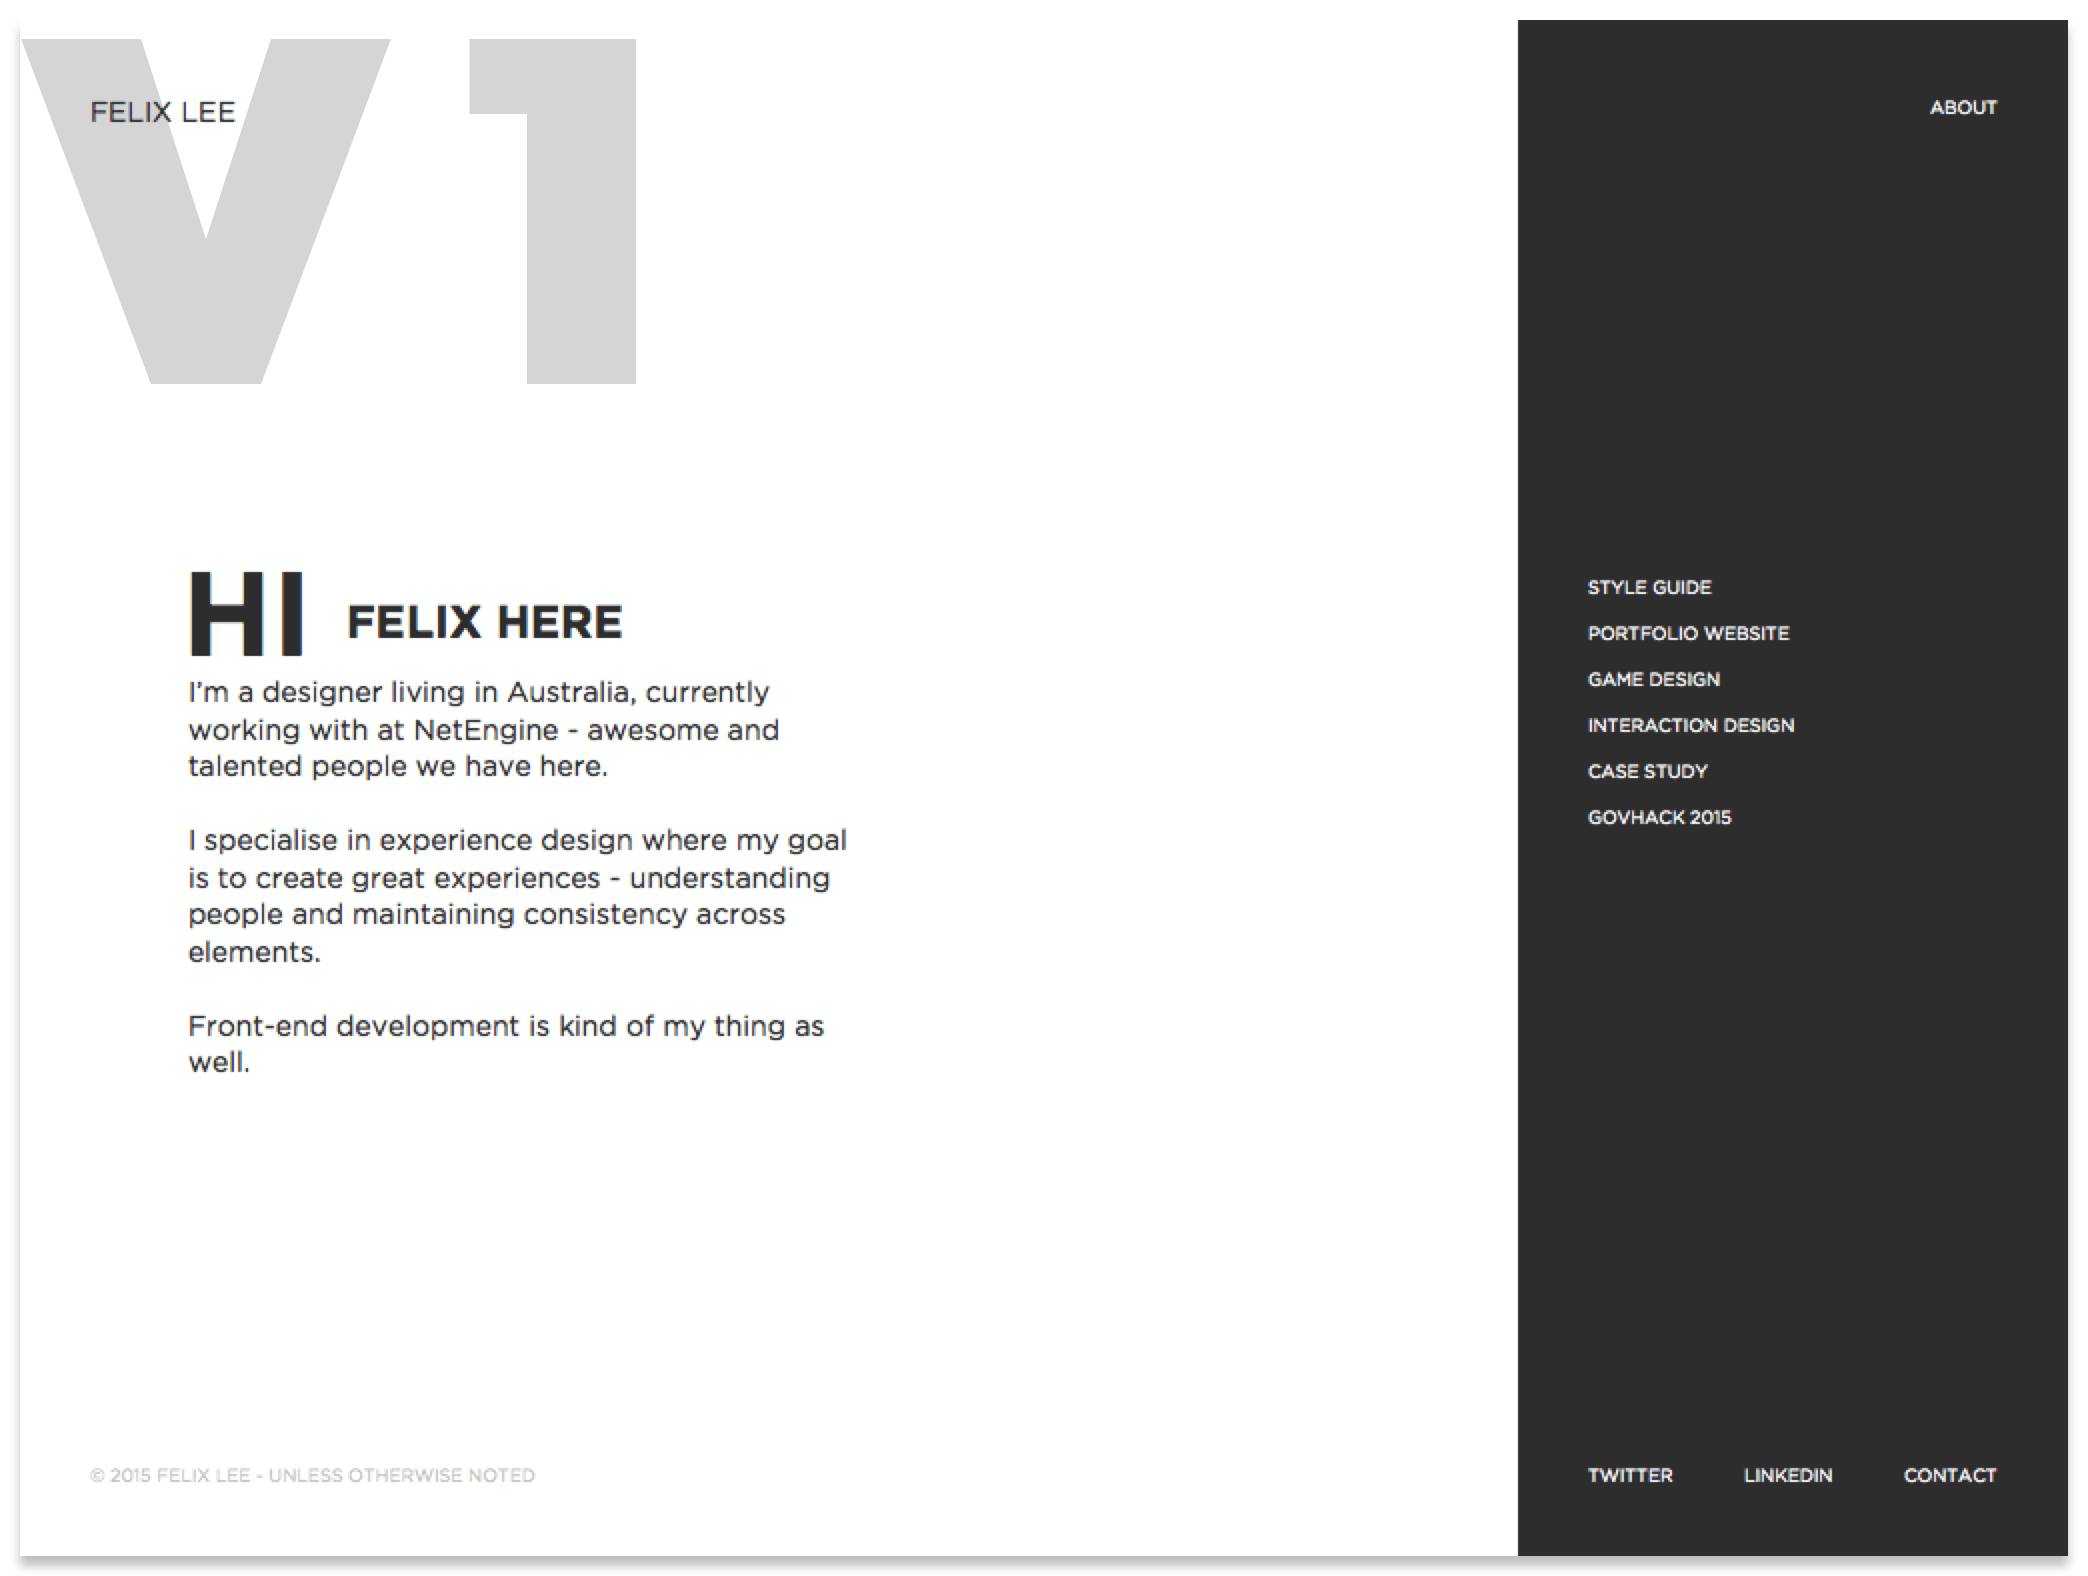 V1
FELIX LEE
ABOUT
HI FELIX HERE
I'm a designer living in Australia, currently
working with at NetEngine - awesome and
talented people we have here.
I specialise in experience design where my goal
is to create great experiences - understanding
people and maintaining consistency across
elements.
Front-end development is kind of my thing as
well.
STYLE GUIDE
PORTFOLIO WEBSITE
GAME DESIGN
INTERACTION DESIGN
CASE STUDY
GOVHACK 2015
© 2015 FELIX LEE - UNLESS OTHERWISE NOTED
TWITTER LINKEDIN CONTACT